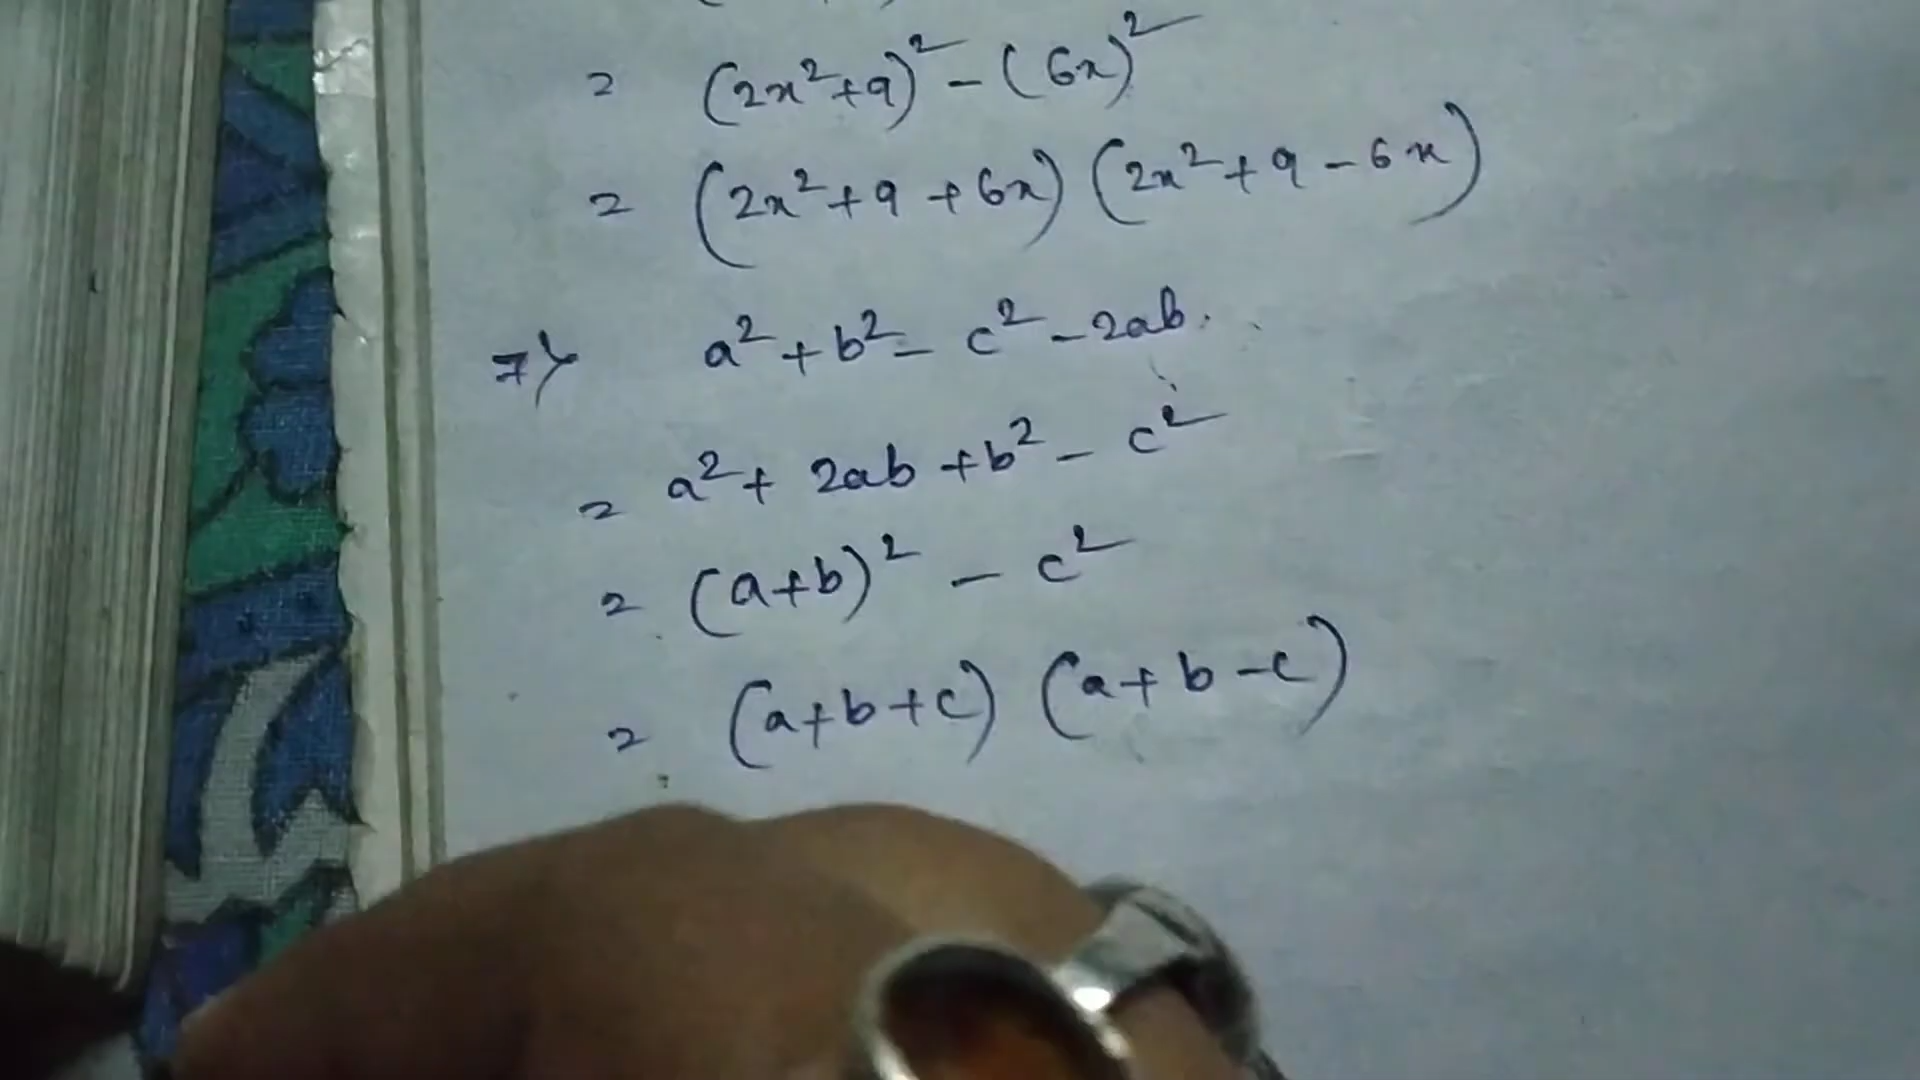 = (2x²+9)² - (6x)²
= (2x²+9+6x) (2x²+9-6x)
7) a²+b²-c²-2ab.
= a²+2ab+b²-c²
= (a+b)² - c²
= (a+b+c) (a+b-c)